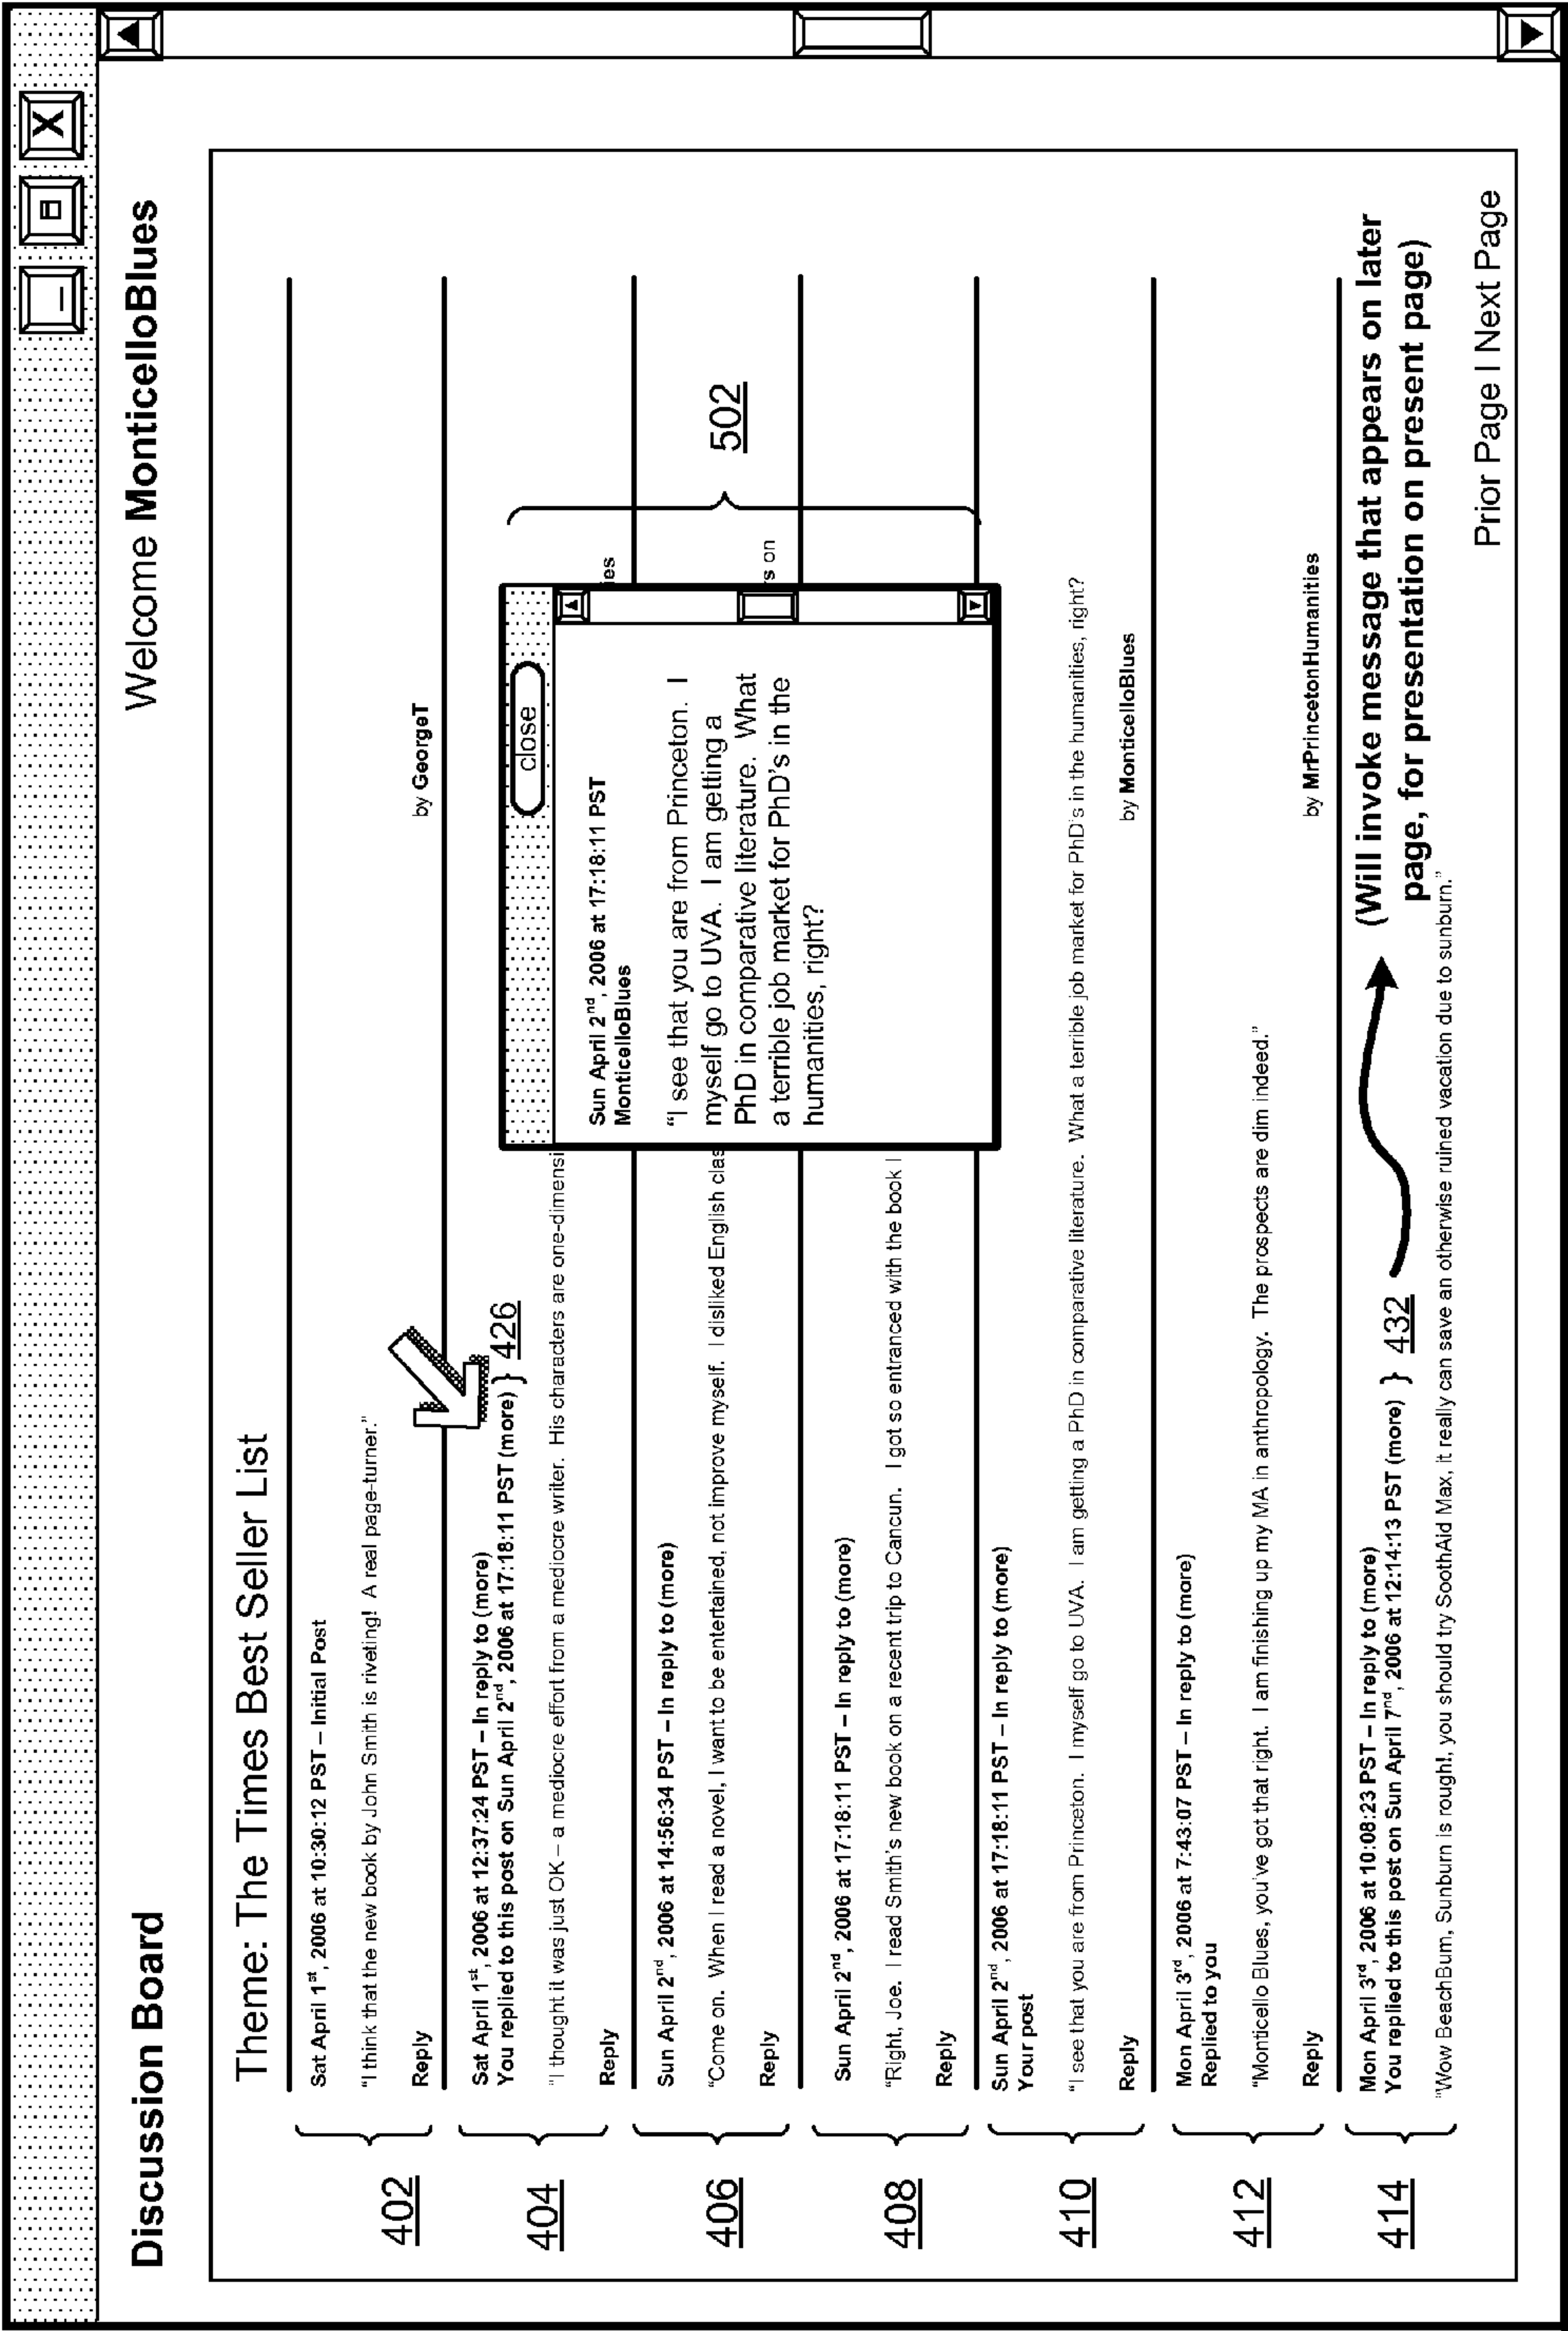 X
Discussion Board
Welcome MonticelloBlues
Theme: The Times Best Seller List
402
Sat April 1st, 2006 at 10:30:12 PST – Initial Post
“I think that the new book by John Smith is riveting! A real page-turner.”
Reply
by GeorgeT
404
Sat April 1st, 2006 at 12:37:24 PST – In reply to (more)
You replied to this post on Sun April 2nd, 2006 at 17:18:11 PST (more) } 426
“I thought it was just OK – a mediocre effort from a mediocre writer. His characters are one-dimensi
Reply
ies
406
Sun April 2nd, 2006 at 14:56:34 PST – In reply to (more)
“Come on. When I read a novel, I want to be entertained, not improve myself. I disliked English clas
Reply
s on
408
Sun April 2nd, 2006 at 17:18:11 PST – In reply to (more)
“Right, Joe. I read Smith's new book on a recent trip to Cancun. I got so entranced with the book I
Reply
close
Sun April 2nd, 2006 at 17:18:11 PST
MonticelloBlues
“I see that you are from Princeton. I
myself go to UVA. I am getting a
PhD in comparative literature. What
a terrible job market for PhD's in the
humanities, right?
502
410
Sun April 2nd, 2006 at 17:18:11 PST – In reply to (more)
Your post
“I see that you are from Princeton. I myself go to UVA. I am getting a PhD in comparative literature. What a terrible job market for PhD's in the humanities, right?
Reply
by MonticelloBlues
412
Mon April 3rd, 2006 at 7:43:07 PST – In reply to (more)
Replied to you
“Monticello Blues, you've got that right. I am finishing up my MA in anthropology. The prospects are dim indeed.”
Reply
by MrPrincetonHumanities
414
Mon April 3rd, 2006 at 10:08:23 PST – In reply to (more)
You replied to this post on Sun April 7nd, 2006 at 12:14:13 PST (more) } 432
(Will invoke message that appears on later
page, for presentation on present page)
“Wow BeachBum, Sunburn is rough!, you should try SoothAid Max, it really can save an otherwise ruined vacation due to sunburn.”
Prior Page | Next Page